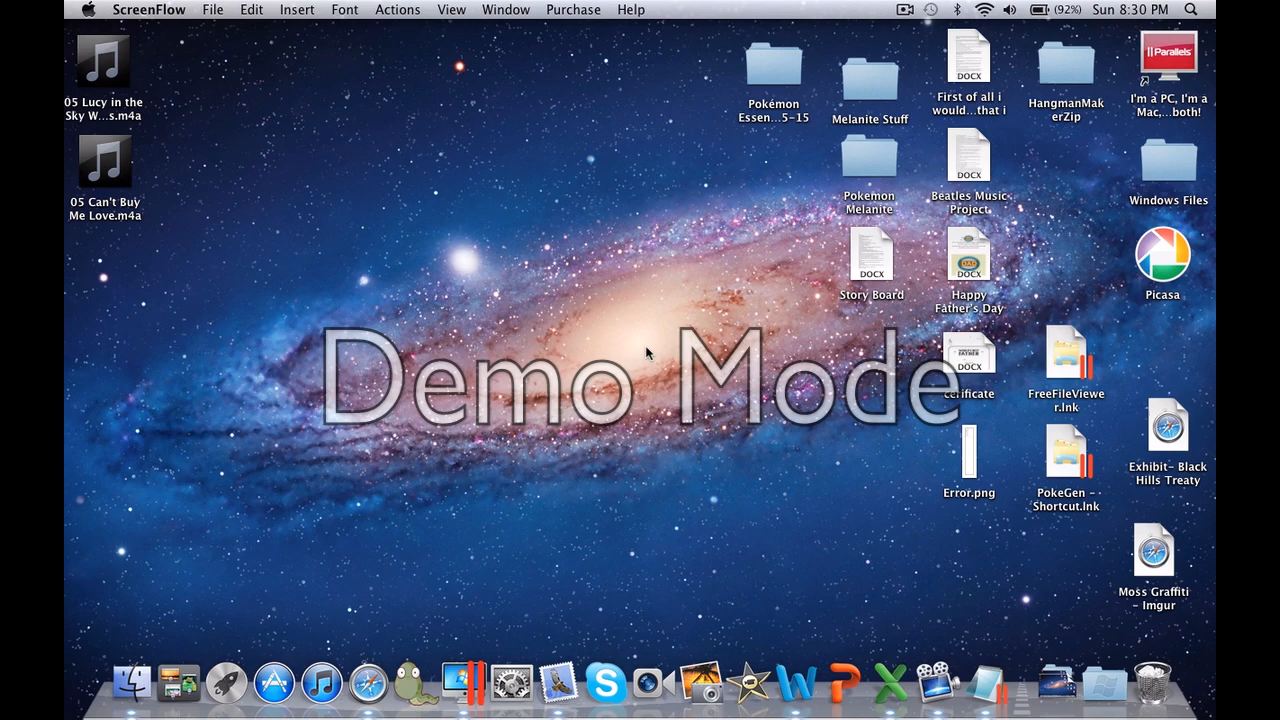 ScreenFlow File Edit Insert Font Actions View Window Purchase Help (92%) Sun 8:30 PM
05 Lucy in the
Sky W...s.m4a
05 Can't Buy
Me Love.m4a
Pokémon
Essen...5-15
Melanite Stuff
DOCX
First of all i
would...that i
HangmanMak
erZip
|| Parallels
I'm a PC, I'm a
Mac,...both!
Pokemon
Melanite
DOCX
Beatles Music
Project
Windows Files
DOCX
Story Board
DAD
DOCX
Happy
Father's Day
Picasa
Demo Mode
FATHER
DOCX
FreeFileViewe
r.lnk
Error.png
PokeGen -
Shortcut.lnk
Exhibit- Black
Hills Treaty
Moss Graffiti
- Imgur